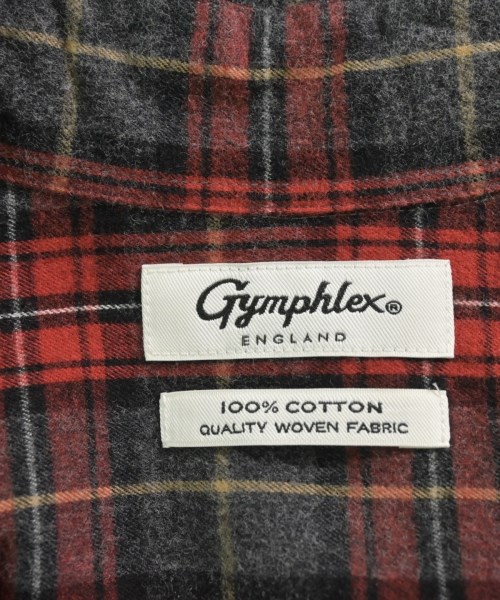 Gymphlex®
ENGLAND
100% COTTON
QUALITY WOVEN FABRIC